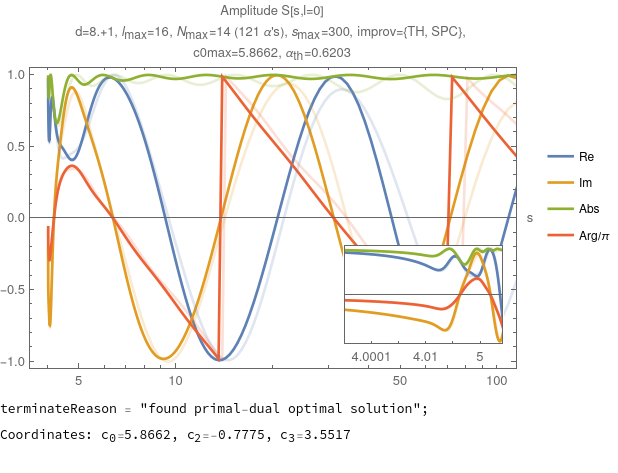 Amplitude S[s,l=0]
d=8.+1, lmax=16, Nmax=14 (121 α's), smax=300, improv={TH, SPC},
c0max=5.8662, αth=0.6203
1.0
0.5
0.0
−0.5
−1.0
s
Re
Im
Abs
Arg/π
4.0001 4.01 5
5 10 50 100
terminateReason = "found primal-dual optimal solution";
Coordinates: c0=5.8662, c2=-0.7775, c3=3.5517